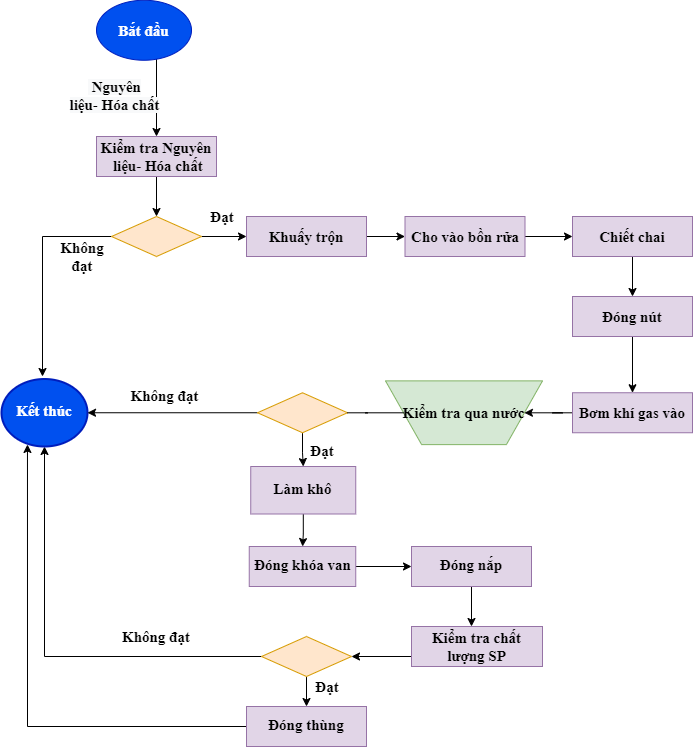 Bắt đầu
Nguyên
liệu- Hóa chất
Kiểm tra Nguyên
liệu- Hóa chất
Đạt
Không
đạt
Khuấy trộn
Cho vào bồn rữa
Chiết chai
Đóng nút
Bơm khí gas vào
Kiểm tra qua nước
Không đạt
Kết thúc
Đạt
Làm khô
Đóng khóa van
Đóng nắp
Kiểm tra chất
lượng SP
Không đạt
Đạt
Đóng thùng